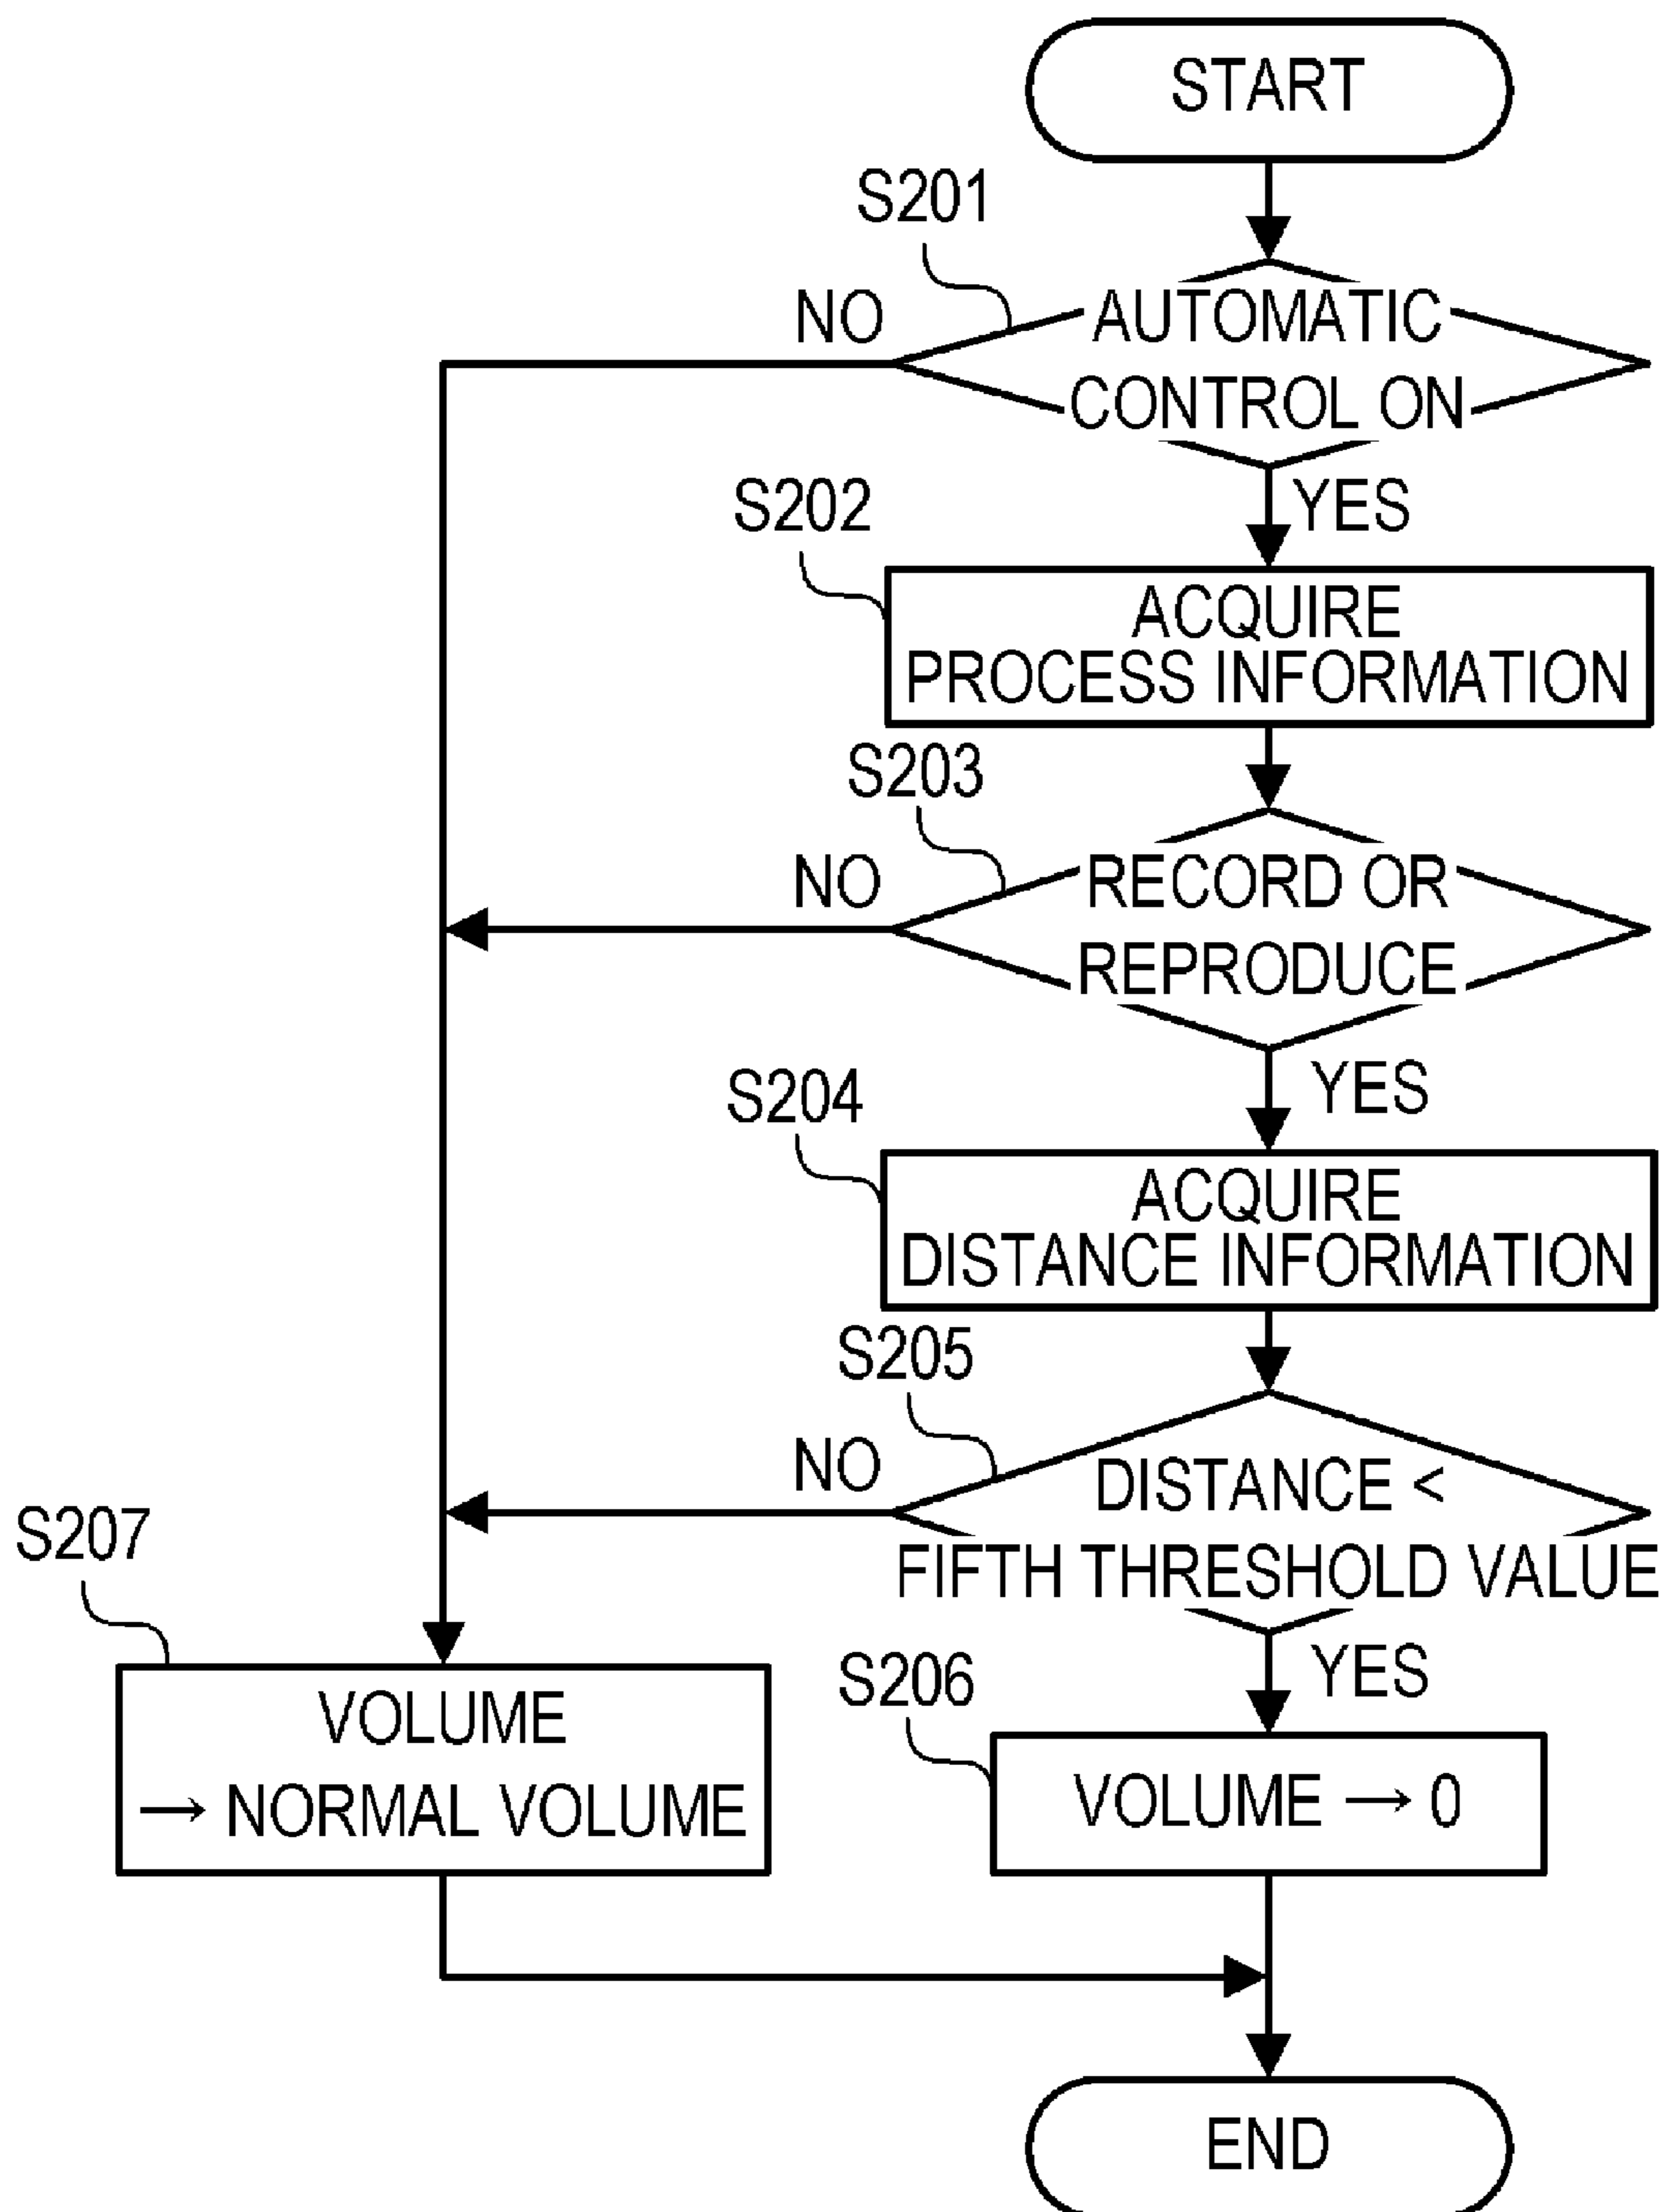 START
S201
NO
AUTOMATIC
CONTROL ON
YES
S202
ACQUIRE
PROCESS INFORMATION
S203
NO
RECORD OR
REPRODUCE
YES
S204
ACQUIRE
DISTANCE INFORMATION
S205
NO
DISTANCE <
FIFTH THRESHOLD VALUE
S207
YES
S206
VOLUME
→ NORMAL VOLUME
VOLUME → 0
END